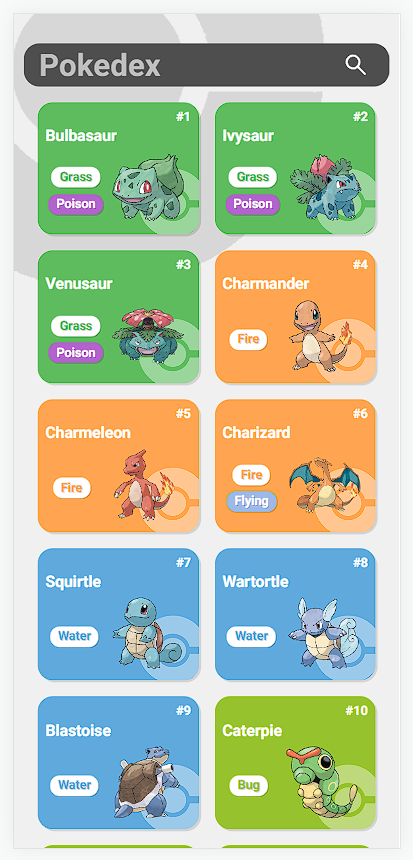 Pokedex
#1
Bulbasaur
Grass
Poison
#2
Ivysaur
Grass
Poison
#3
Venusaur
Grass
Poison
#4
Charmander
Fire
#5
Charmeleon
Fire
#6
Charizard
Fire
Flying
#7
Squirtle
Water
#8
Wartortle
Water
#9
Blastoise
Water
#10
Caterpie
Bug